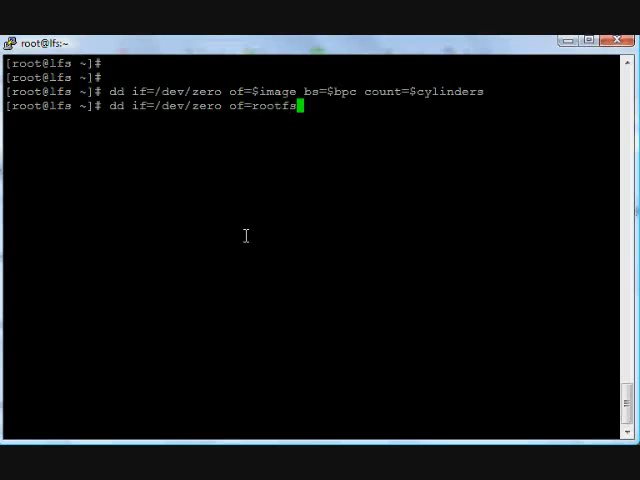 root@lfs:~
[root@lfs ~]#
[root@lfs ~]#
[root@lfs ~]# dd if=/dev/zero of=$image bs=$bpc count=$cylinders
[root@lfs ~]# dd if=/dev/zero of=rootfs